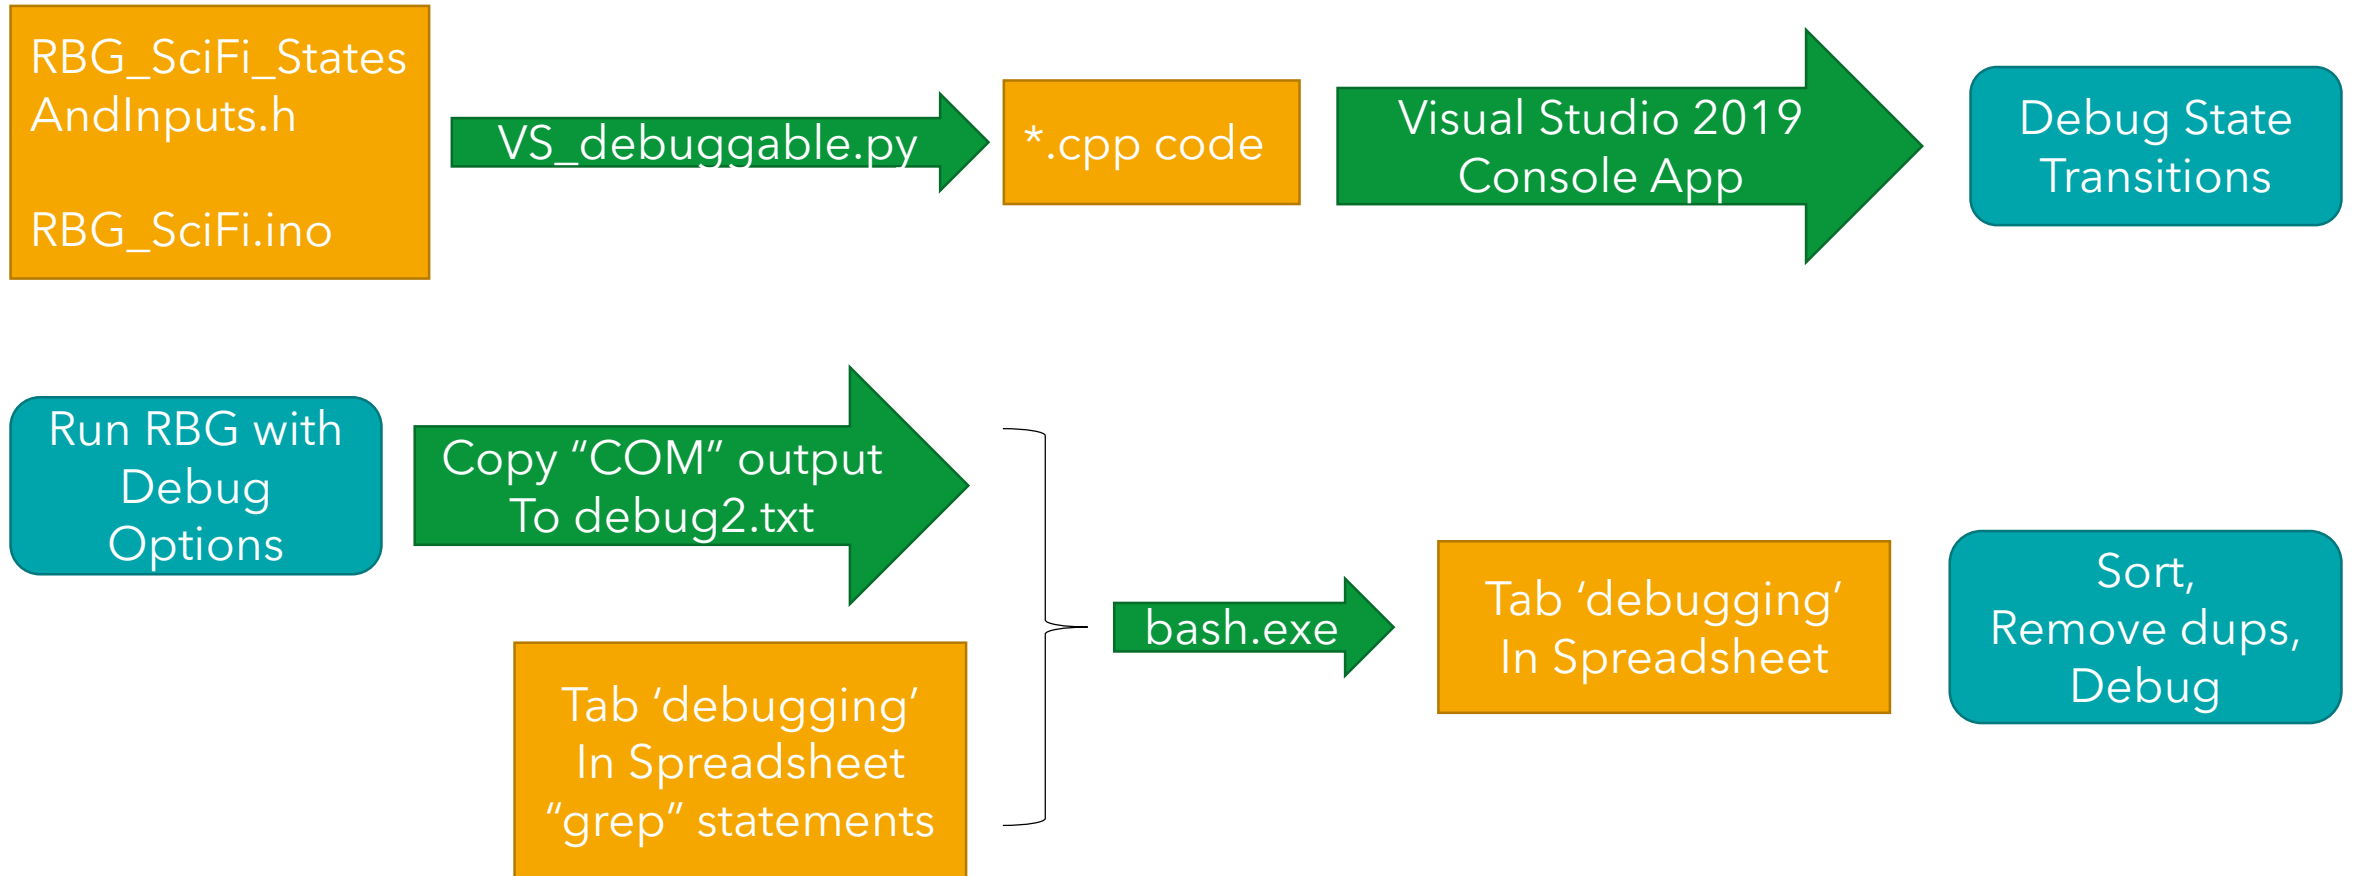 RBG_SciFi_States
AndInputs.h
RBG_SciFi.ino
VS_debuggable.py
*.cpp code
Visual Studio 2019
Console App
Debug State
Transitions
Run RBG with
Debug
Options
Copy “COM” output
To debug2.txt
Tab ‘debugging’
In Spreadsheet
“grep” statements
bash.exe
Tab ‘debugging’
In Spreadsheet
Sort,
Remove dups,
Debug